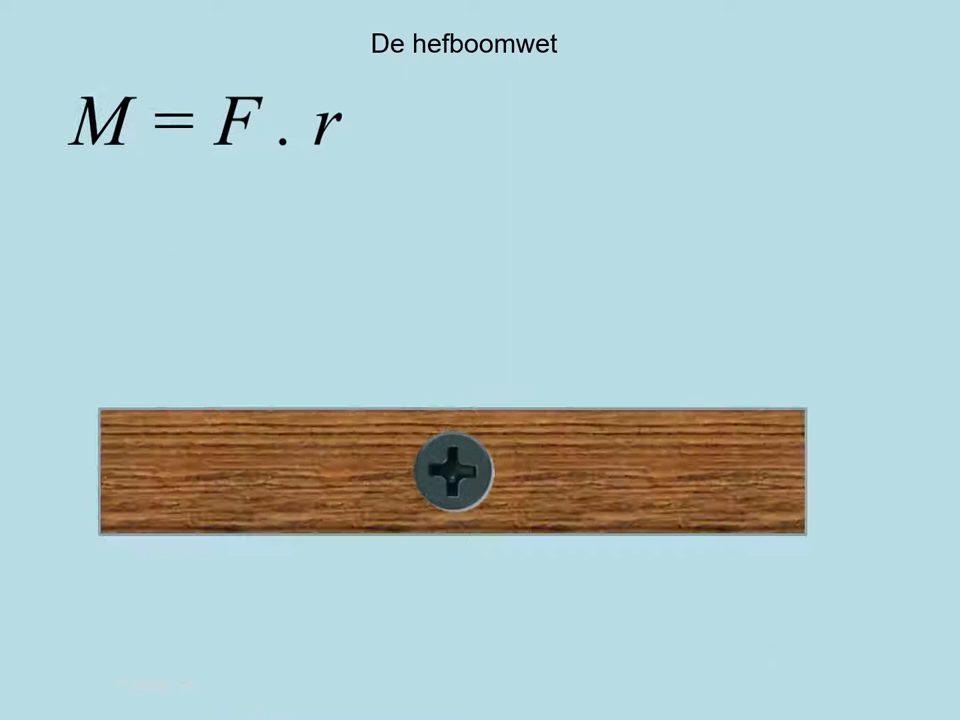 De hefboomwet
M = F . r